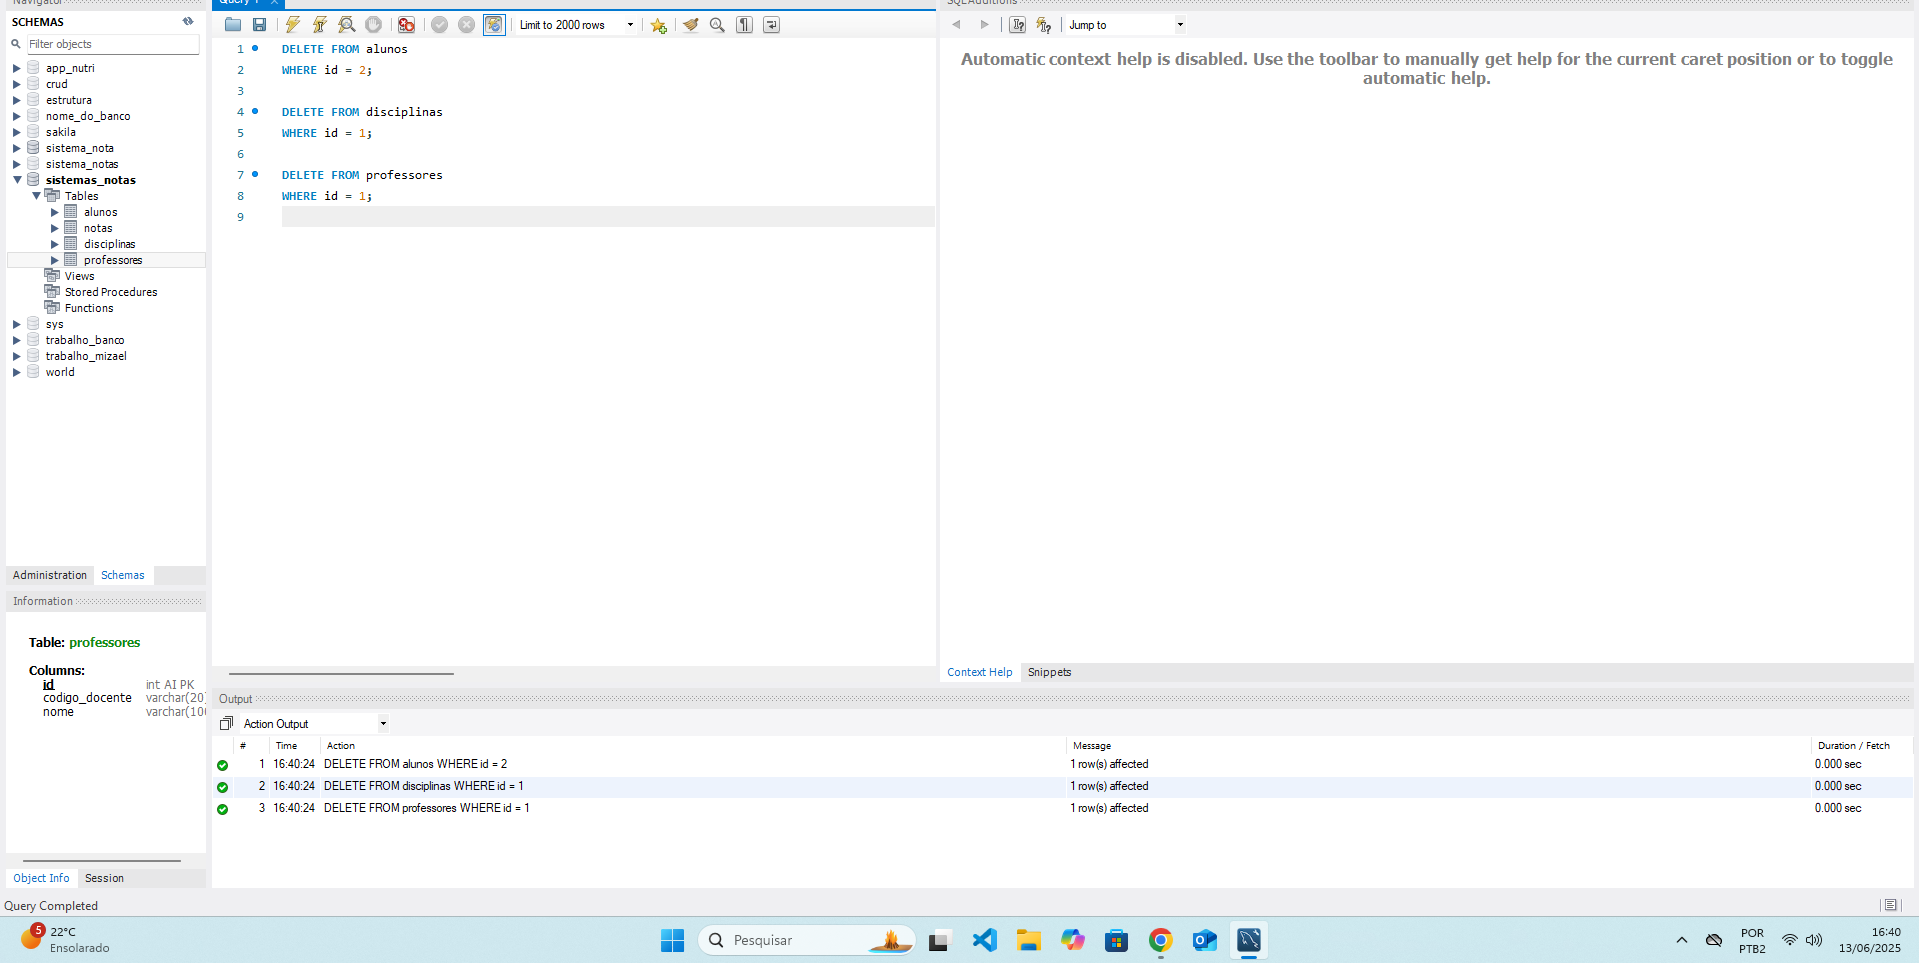 Navigator
SCHEMAS
Filter objects
app_nutri
crud
estrutura
nome_do_banco
sakila
sistema_nota
sistema_notas
sistemas_notas
Tables
alunos
notas
disciplinas
professores
Views
Stored Procedures
Functions
sys
trabalho_banco
trabalho_mizael
world
Administration Schemas
Information
Table: professores
Columns:
id int AI PK
codigo_docente varchar(20)
nome varchar(10
Object Info Session
Query Completed
Query 1
Limit to 2000 rows
1 DELETE FROM alunos
2 WHERE id = 2;
3
4 DELETE FROM disciplinas
5 WHERE id = 1;
6
7 DELETE FROM professores
8 WHERE id = 1;
9
SQLAdditions
Jump to
Automatic context help is disabled. Use the toolbar to manually get help for the current caret position or to toggle
automatic help.
Context Help Snippets
Output
Action Output
# Time Action Message Duration / Fetch
1 16:40:24 DELETE FROM alunos WHERE id = 2 1 row(s) affected 0.000 sec
2 16:40:24 DELETE FROM disciplinas WHERE id = 1 1 row(s) affected 0.000 sec
3 16:40:24 DELETE FROM professores WHERE id = 1 1 row(s) affected 0.000 sec
5
22°C
Ensolarado
Pesquisar
POR
PTB2
16:40
13/06/2025